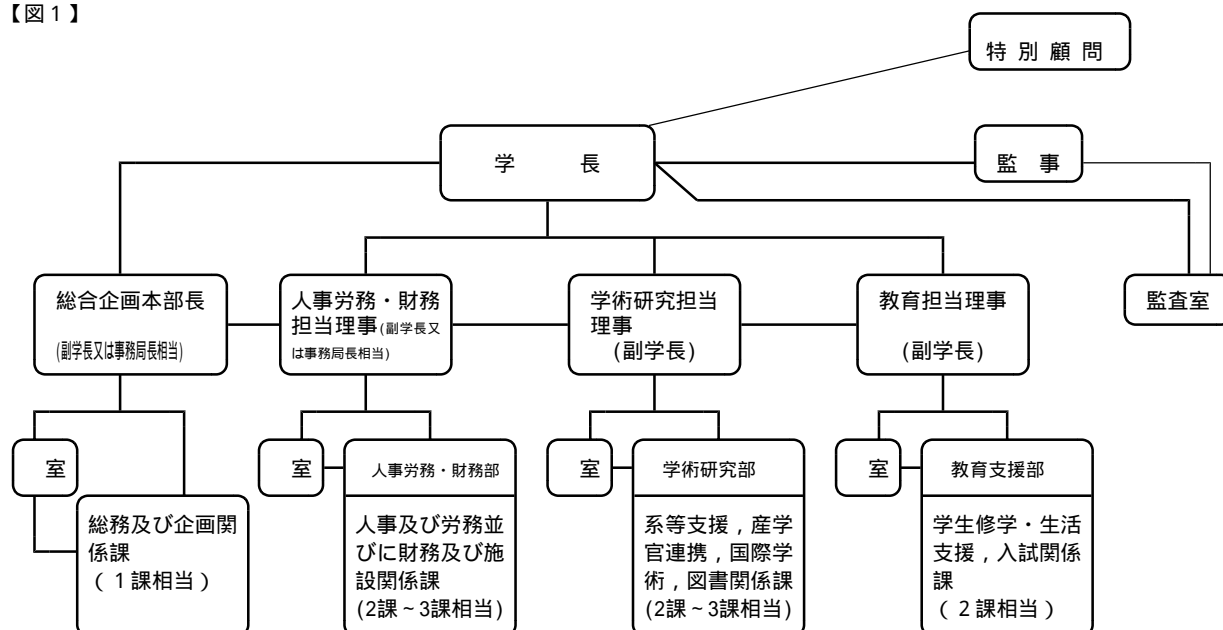 【図1】
特 別 顧 問
学　　長
監　事
総合企画本部長
(副学長又は事務局長相当)
人事労務・財務
担当理事(副学長又
は事務局長相当)
学術研究担当
理事
(副学長)
教育担当理事
(副学長)
監査室
室
総務及び企画関
係課
（１課相当）
室
人事労務・財務部
人事及び労務並
びに財務及び施
設関係課
(2課～3課相当)
室
学術研究部
系等支援，産学
官連携，国際学
術，図書関係課
(2課～3課相当)
室
教育支援部
学生修学・生活
支援，入試関係
課
（２課相当）